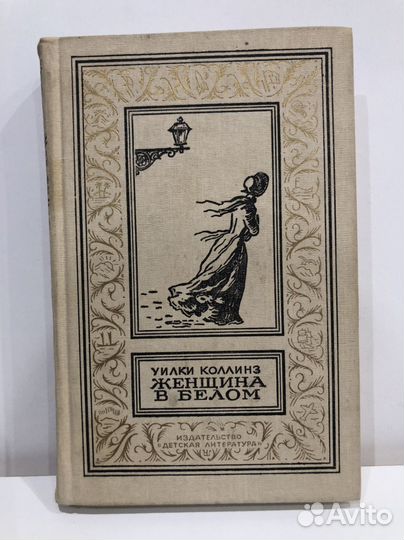 УИЛКИ КОЛЛИНЗ
ЖЕНЩИНА
В БЕЛОМ
ИЗДАТЕЛЬСТВО
«ДЕТСКАЯ ЛИТЕРАТУРА»
Avito